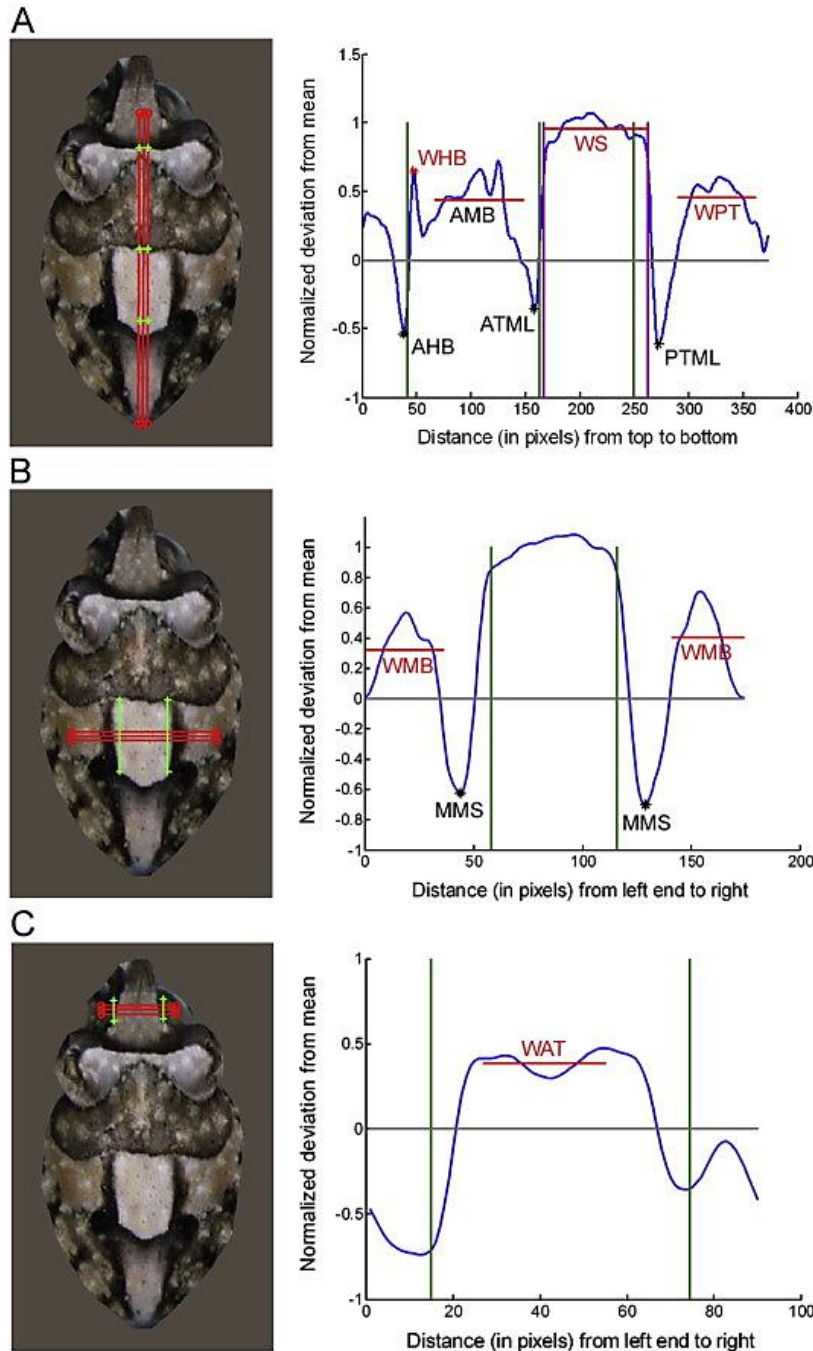 A
Normalized deviation from mean
1.5
1
0.5
0
-0.5
-1
WHB
AMB
WS
WPT
AHB
ATML
PTML
0 50 100 150 200 250 300 350 400
Distance (in pixels) from top to bottom
B
Normalized deviation from mean
1
0.8
0.6
0.4
0.2
0
-0.2
-0.4
-0.6
-0.8
-1
WMB
WMB
MMS
MMS
0 50 100 150 200
Distance (in pixels) from left end to right
C
Normalized deviation from mean
1
0.5
0
-0.5
-1
WAT
0 20 40 60 80 100
Distance (in pixels) from left end to right